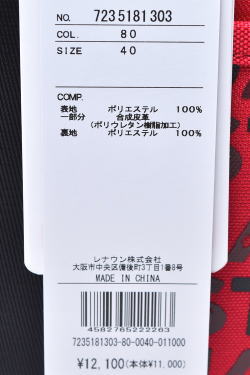 NO. 7235181303
COL. 80
SIZE 40
COMP.
表地 ポリエステル 100%
一部分 合成皮革
(ポリウレタン樹脂加工)
裏地 ポリエステル 100%
レナウン株式会社
大阪市中央区備後町3丁目1番8号
MADE IN CHINA
4582765222263
7235181303-80-0040-011000
¥12,100(本体¥11,000)